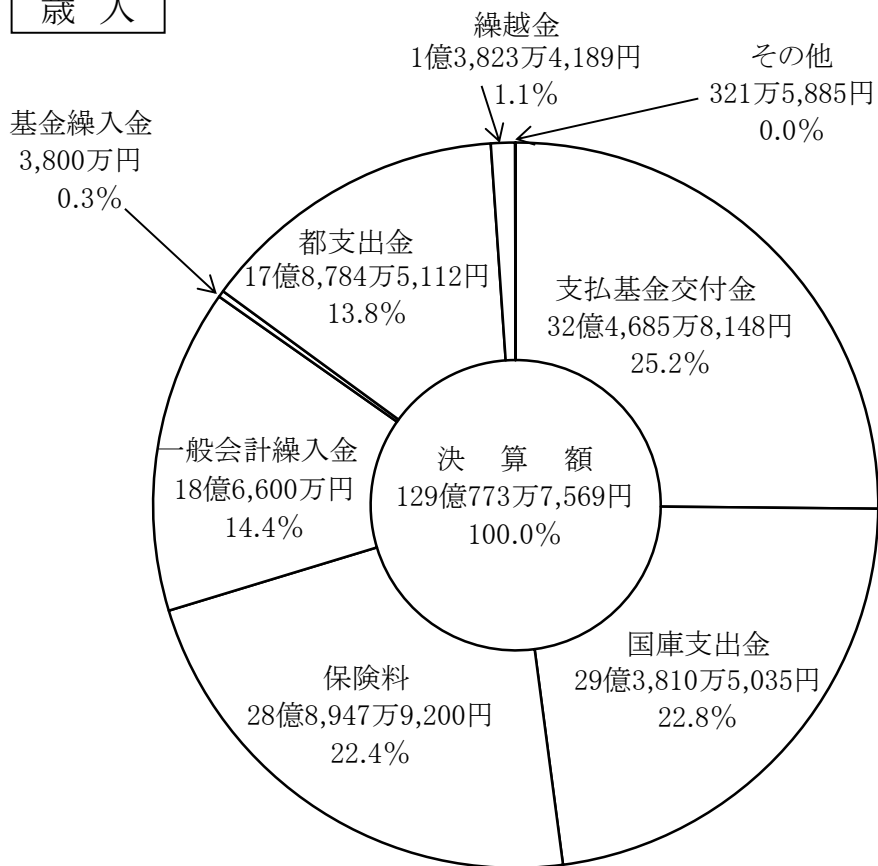 歳 入
繰越金
1億3,823万4,189円
1.1%
その他
321万5,885円
0.0%
基金繰入金
3,800万円
0.3%
都支出金
17億8,784万5,112円
13.8%
支払基金交付金
32億4,685万8,148円
25.2%
一般会計繰入金
18億6,600万円
14.4%
決 算 額
129億773万7,569円
100.0%
国庫支出金
29億3,810万5,035円
22.8%
保険料
28億8,947万9,200円
22.4%